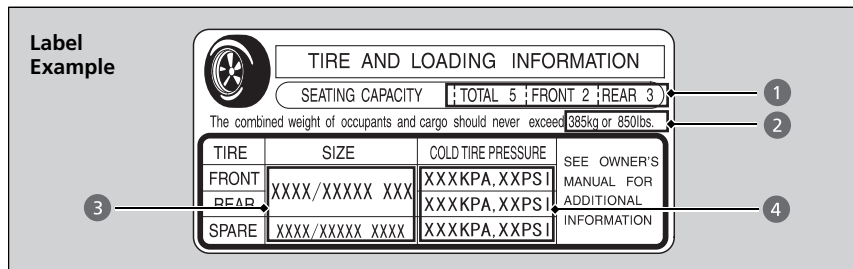 Label
Example
TIRE AND LOADING INFORMATION
SEATING CAPACITY TOTAL 5 FRONT 2 REAR 3
1
The combined weight of occupants and cargo should never exceed 385kg or 850lbs.
2
TIRE SIZE COLD TIRE PRESSURE
SEE OWNER'S
MANUAL FOR
ADDITIONAL
INFORMATION
FRONT XXXX/XXXXX XXX XXXKPA,XXPSI
REAR XXXKPA,XXPSI
SPARE XXXX/XXXXX XXXX XXXKPA,XXPSI
3
4